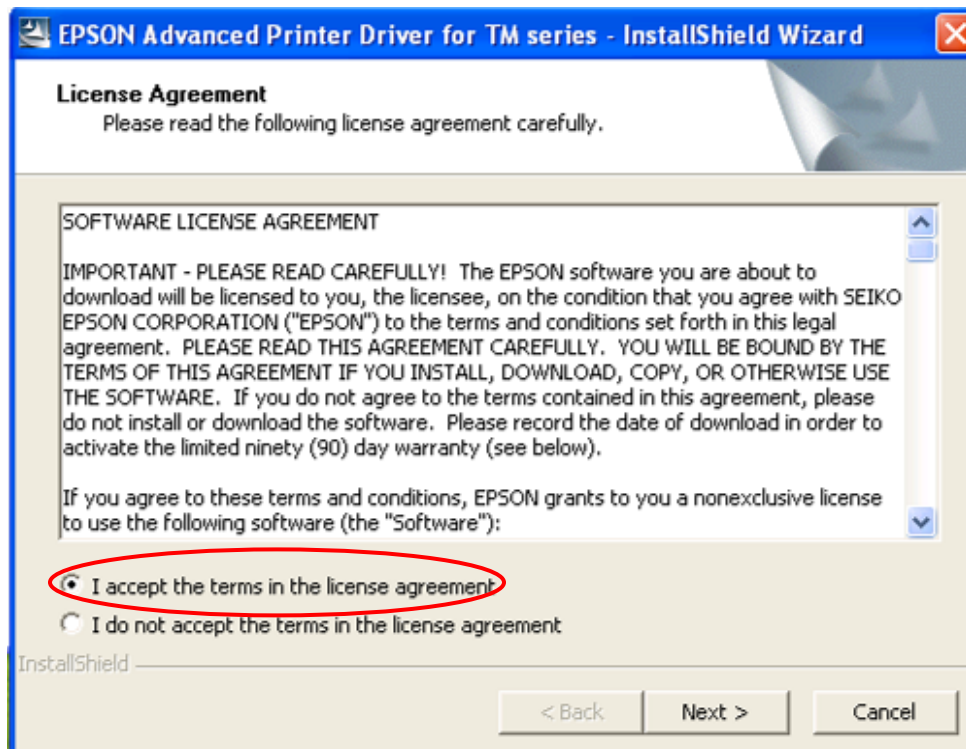 EPSON Advanced Printer Driver for TM series - InstallShield Wizard
License Agreement
Please read the following license agreement carefully.
SOFTWARE LICENSE AGREEMENT
IMPORTANT - PLEASE READ CAREFULLY! The EPSON software you are about to
download will be licensed to you, the licensee, on the condition that you agree with SEIKO
EPSON CORPORATION ("EPSON") to the terms and conditions set forth in this legal
agreement. PLEASE READ THIS AGREEMENT CAREFULLY. YOU WILL BE BOUND BY THE
TERMS OF THIS AGREEMENT IF YOU INSTALL, DOWNLOAD, COPY, OR OTHERWISE USE
THE SOFTWARE. If you do not agree to the terms contained in this agreement, please
do not install or download the software. Please record the date of download in order to
activate the limited ninety (90) day warranty (see below).
If you agree to these terms and conditions, EPSON grants to you a nonexclusive license
to use the following software (the "Software"):
I accept the terms in the license agreement
I do not accept the terms in the license agreement
InstallShield
< Back Next > Cancel